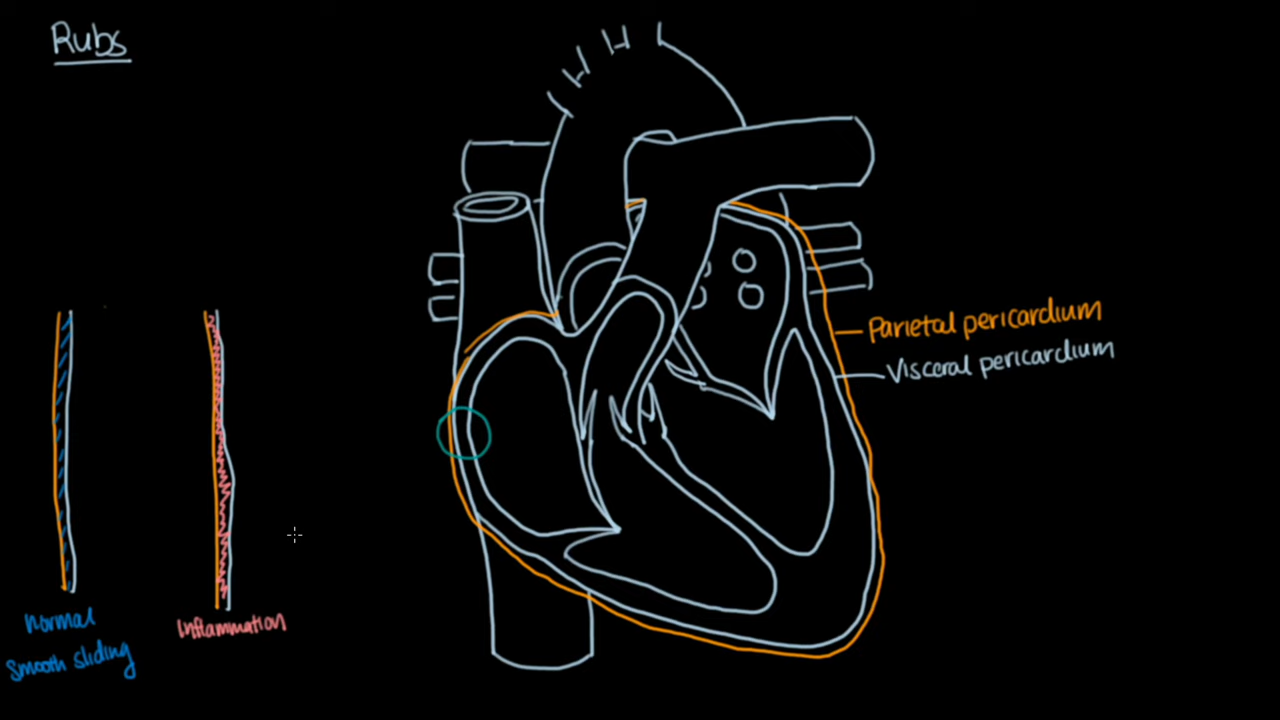 Rubs
Parietal pericardium
Visceral pericardium
Normal
Smooth sliding
Inflammation